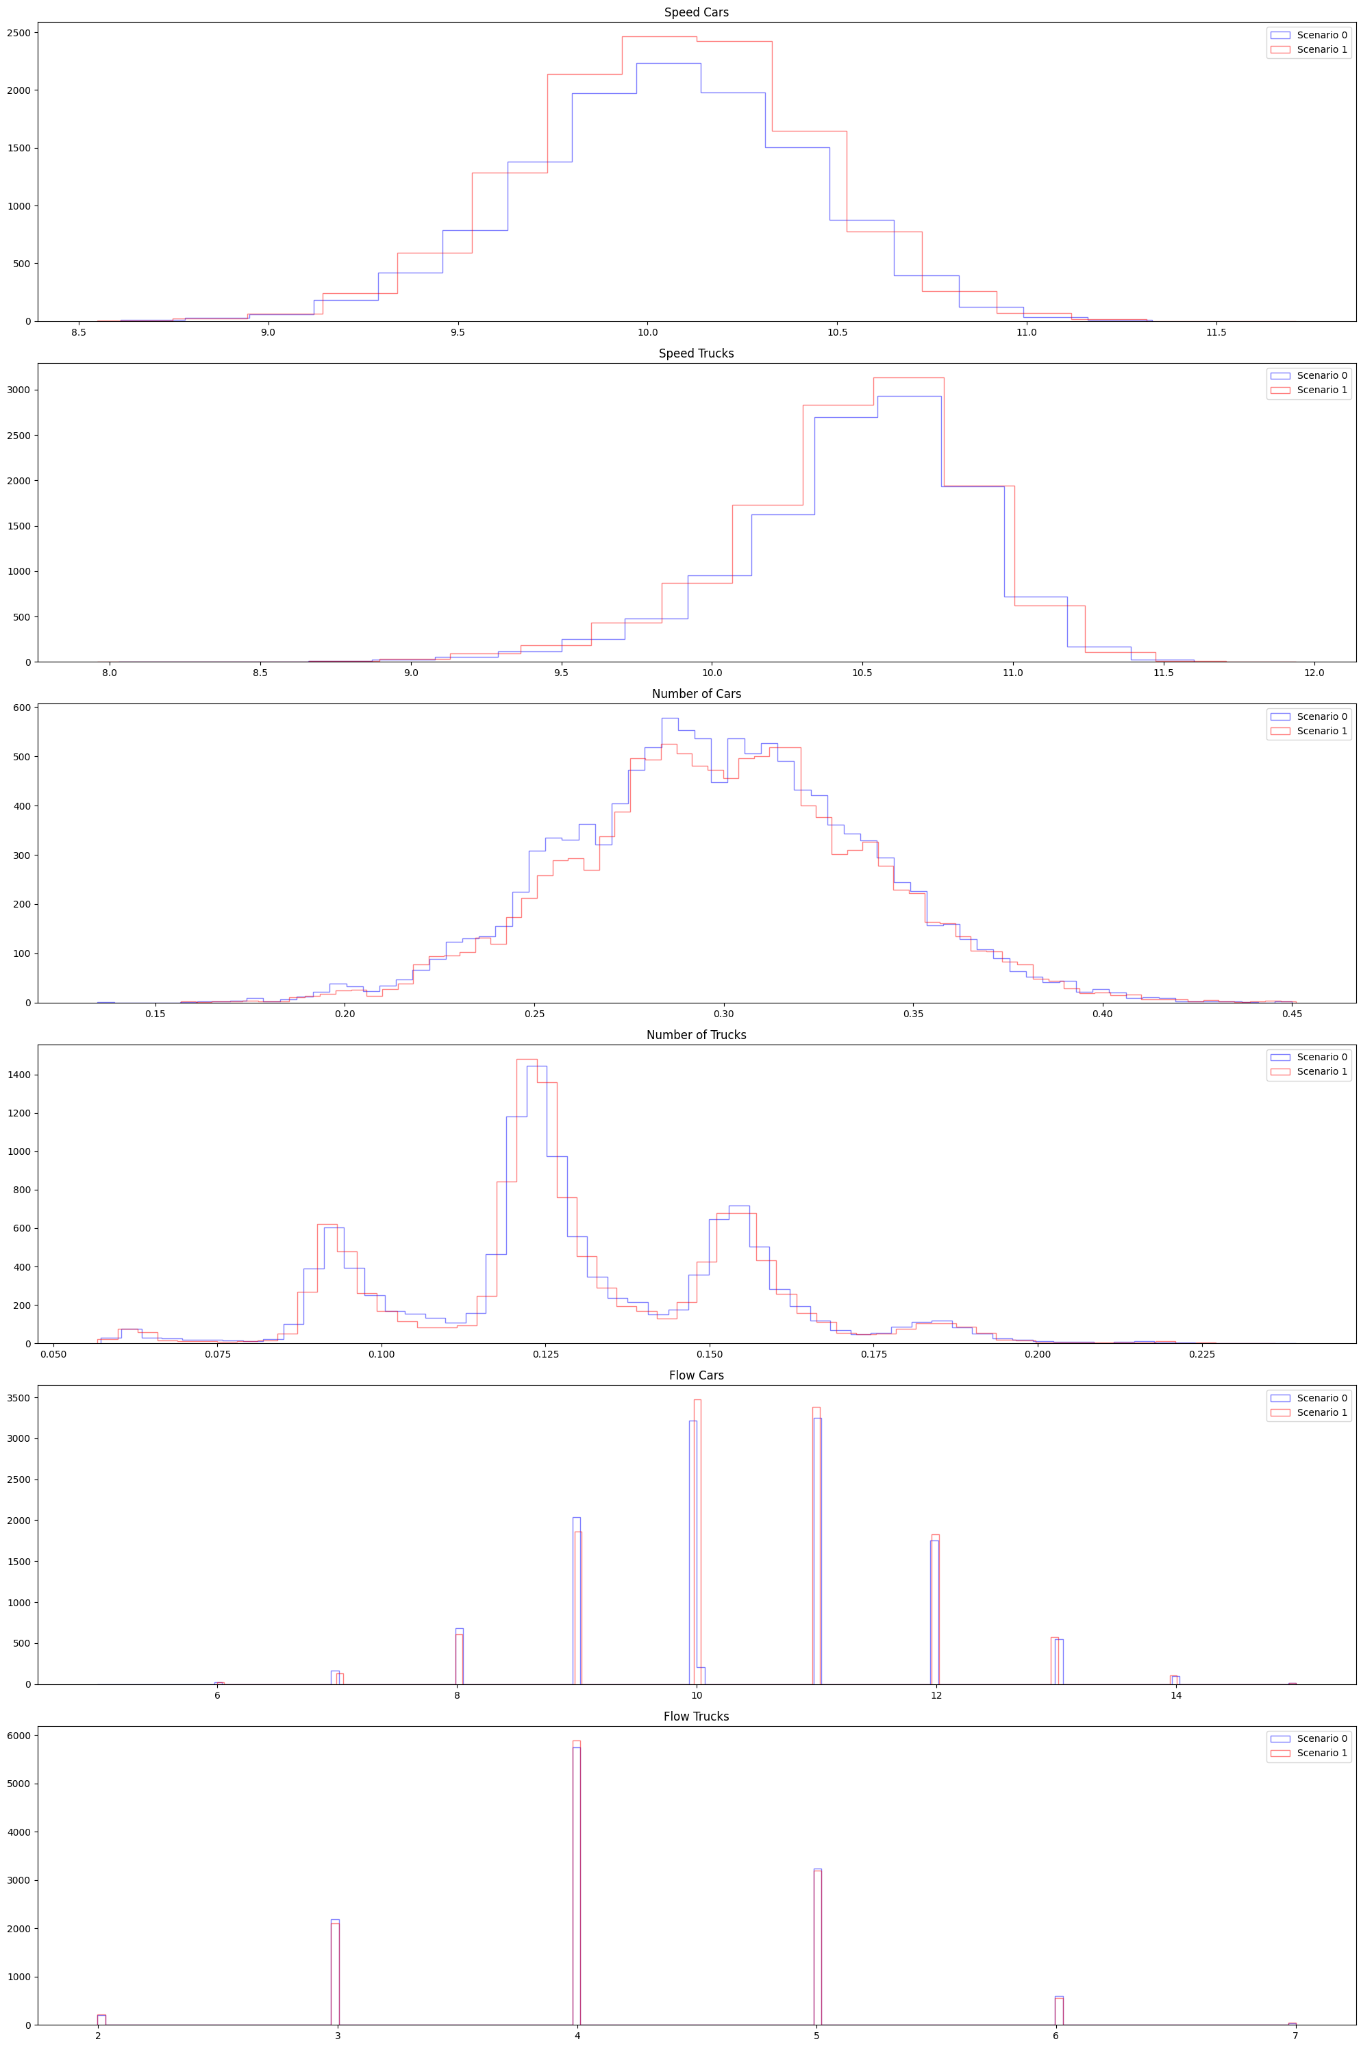 Speed Cars
2500
2000
1500
1000
500
0
Scenario 0
Scenario 1
8.5 9.0 9.5 10.0 10.5 11.0 11.5
Speed Trucks
3000
2500
2000
1500
1000
500
0
Scenario 0
Scenario 1
8.0 8.5 9.0 9.5 10.0 10.5 11.0 11.5 12.0
Number of Cars
600
500
400
300
200
100
0
Scenario 0
Scenario 1
0.15 0.20 0.25 0.30 0.35 0.40 0.45
Number of Trucks
1400
1200
1000
800
600
400
200
0
Scenario 0
Scenario 1
0.050 0.075 0.100 0.125 0.150 0.175 0.200 0.225
Flow Cars
3500
3000
2500
2000
1500
1000
500
0
Scenario 0
Scenario 1
6 8 10 12 14
Flow Trucks
6000
5000
4000
3000
2000
1000
0
Scenario 0
Scenario 1
2 3 4 5 6 7